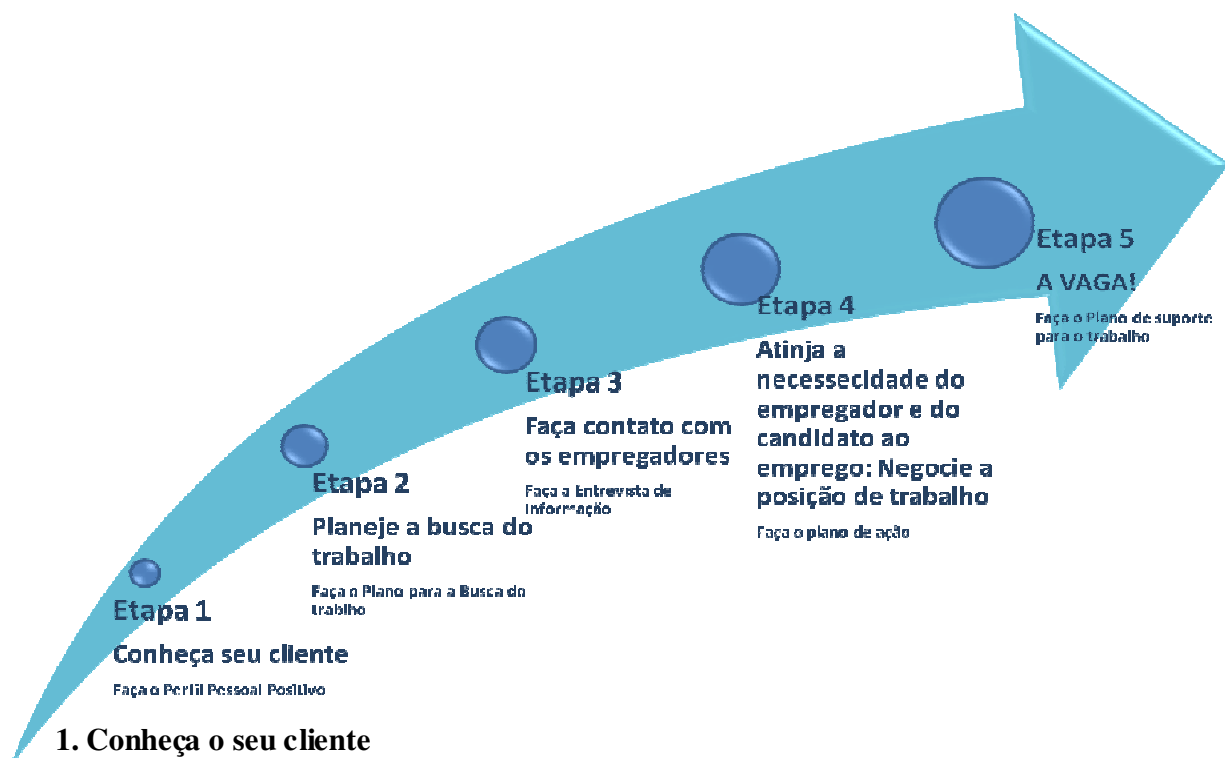 Etapa 1
Conheça seu cliente
Faça o Perfil Pessoal Positivo
Etapa 2
Planeje a busca do
trabalho
Faça o Plano para a Busca do
trablho
Etapa 3
Faça contato com
os empregadores
Faça a Entrevista de
Informação
Etapa 4
Atinja a
necessecidade do
empregador e do
candidato ao
emprego: Negocie a
posição de trabalho
Faça o plano de ação
Etapa 5
A VAGA!
Faça o Plano de suporte
para o trabalho
1. Conheça o seu cliente